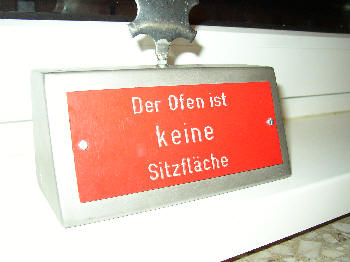 Der Ofen ist
keine
Sitzfläche